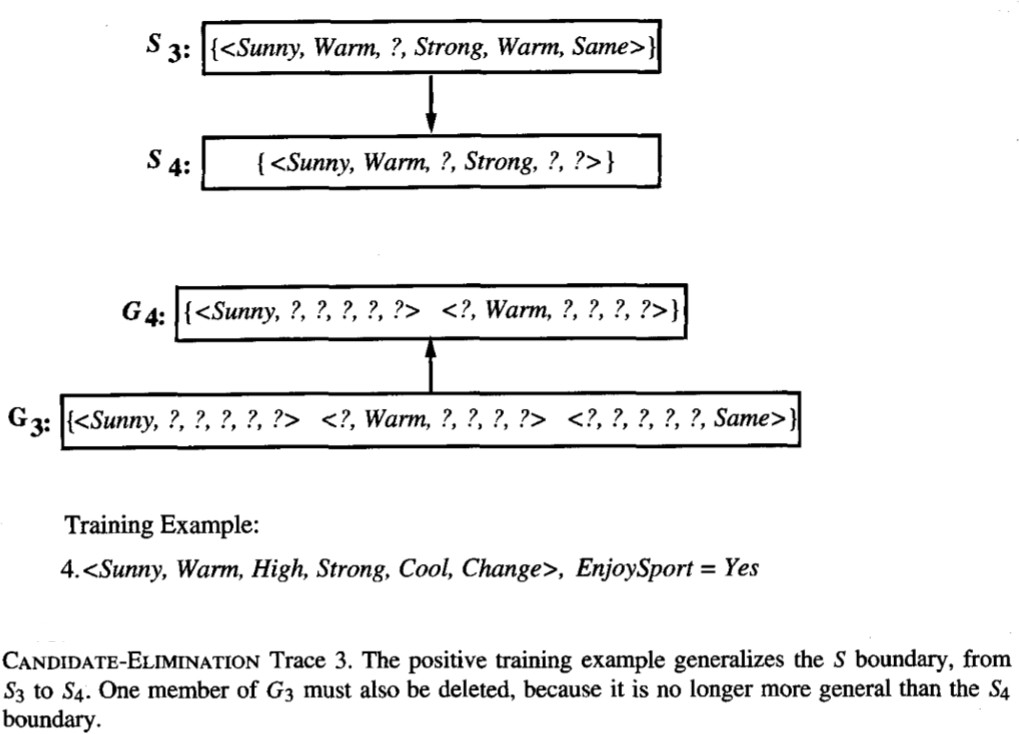 S 3: {<Sunny, Warm, ?, Strong, Warm, Same>}
S 4: { <Sunny, Warm, ?, Strong, ?, ?> }
G 4: {<Sunny, ?, ?, ?, ?, ?> <?, Warm, ?, ?, ?, ?>}
G 3: {<Sunny, ?, ?, ?, ?, ?> <?, Warm, ?, ?, ?, ?> <?, ?, ?, ?, ?, Same>}
Training Example:
4.<Sunny, Warm, High, Strong, Cool, Change>, EnjoySport = Yes
CANDIDATE-ELIMINATION Trace 3. The positive training example generalizes the S boundary, from
S3 to S4. One member of G3 must also be deleted, because it is no longer more general than the S4
boundary.